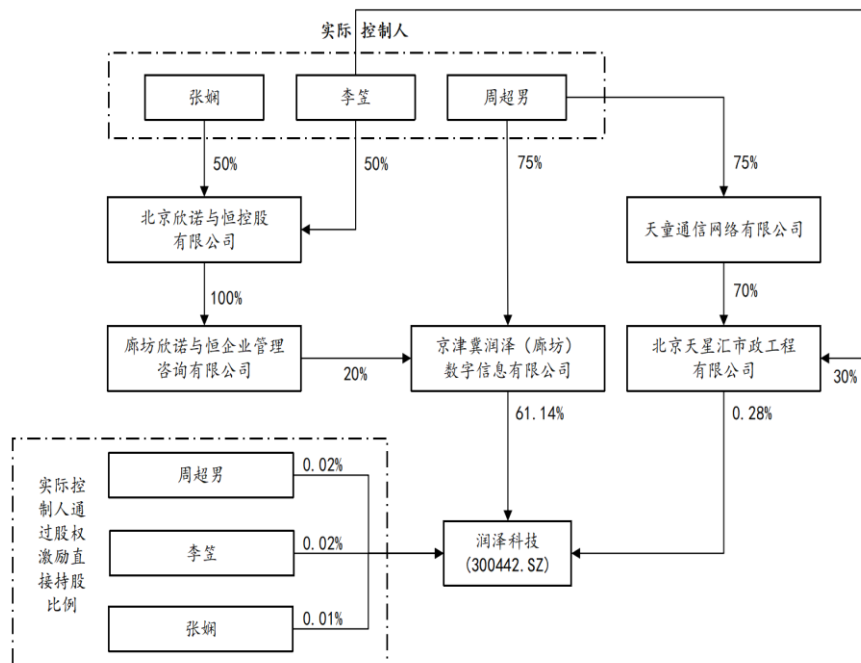 实际控制人
张娴
李笠
周超男
50%
50%
75%
75%
北京欣诺与恒控股
有限公司
天童通信网络有限公司
100%
70%
廊坊欣诺与恒企业管理
咨询有限公司
20%
京津冀润泽（廊坊）
数字信息有限公司
北京天星汇市政工程
有限公司
30%
61.14%
0.28%
实际控
制人通
过股权
激励直
接持股
比例
周超男
0.02%
李笠
0.02%
张娴
0.01%
润泽科技
(300442.SZ)